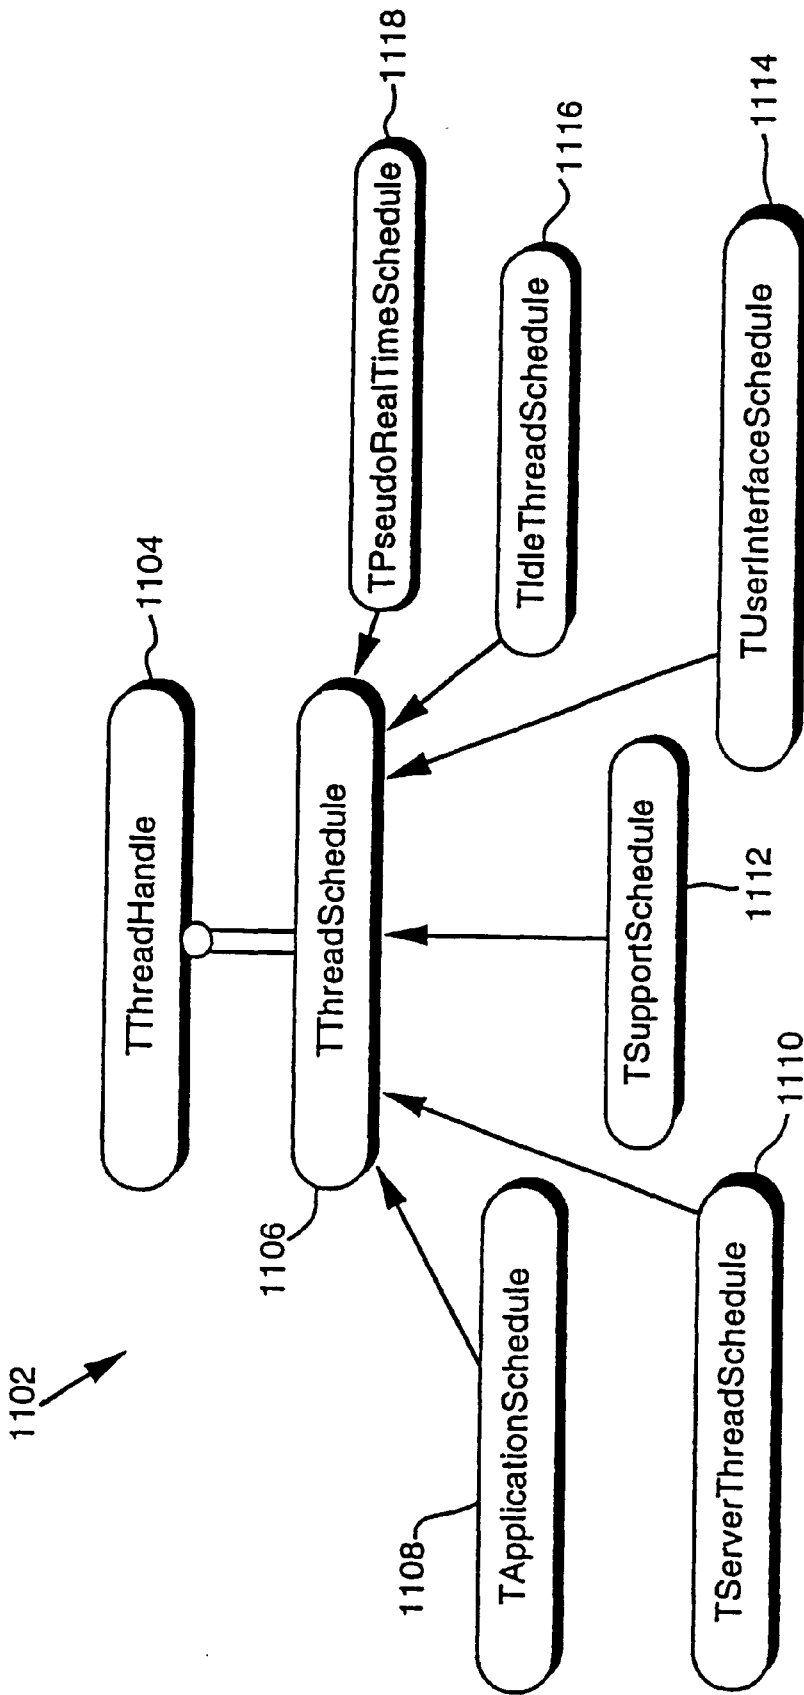 1102
TThreadHandle
1104
1106
TThreadSchedule
TPseudoRealTimeSchedule
1118
1108
TApplicationSchedule
TIdleThreadSchedule
1116
TSupportSchedule
1112
TServerThreadSchedule
1110
TUserInterfaceSchedule
1114